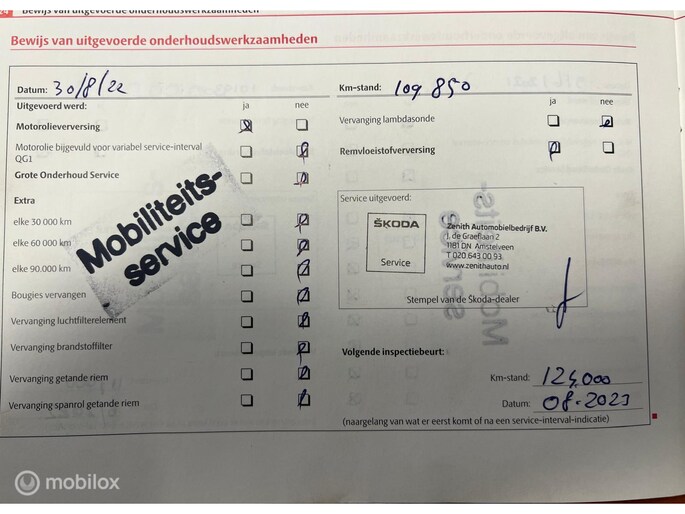 Bewijs van uitgevoerde onderhoudswerkzaamheden
Bewijs van uitgevoerde onderhoudswerkzaamheden
Datum: 30/8/22
Uitgevoerd werd: ja nee
Motorolieverversing
Motorolie bijgevuld voor variabel service-interval
QG1
Grote Onderhoud Service
Extra
elke 30 000 km
elke 60 000 km
elke 90.000 km
Bougies vervangen
Vervanging luchtfilterelement
Vervanging brandstoffilter
Vervanging getande riem
Vervanging spanrol getande riem
Mobiliteits-
service
Km-stand: 109 850
ja nee
Vervanging lambdasonde
Remvloeistofverversing
Service uitgevoerd:
ŠKODA
Service
Zenith Automobielbedrijf B.V.
J. de Graeflaan 2
1181 DN Amstelveen
T 020 643 00 93
www.zenithauto.nl
Stempel van de Škoda-dealer
Volgende inspectiebeurt:
Km-stand: 124.000
Datum: 08-2023
(naargelang van wat er eerst komt of na een service-interval-indicatie)
mobilox